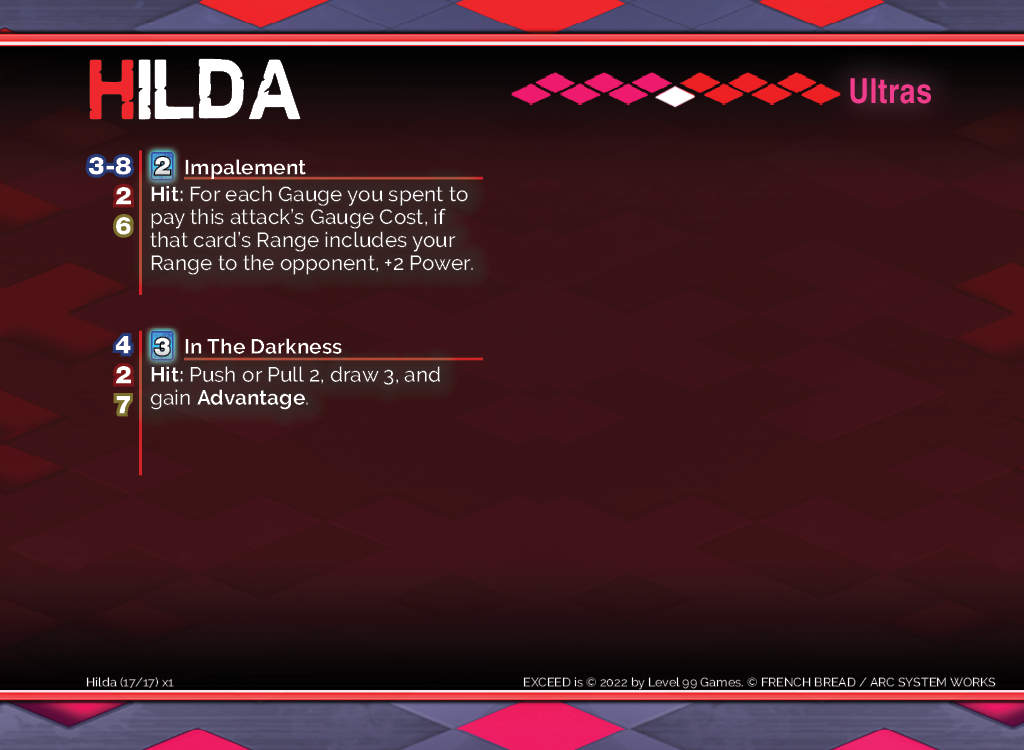 HILDA
Ultras
3-8 2 Impalement
2 Hit: For each Gauge you spent to
6 pay this attack's Gauge Cost, if
that card's Range includes your
Range to the opponent, +2 Power.
4 3 In The Darkness
2 Hit: Push or Pull 2, draw 3, and
7 gain Advantage.
Hilda (17/17) x1
EXCEED is © 2022 by Level 99 Games. © FRENCH BREAD / ARC SYSTEM WORKS